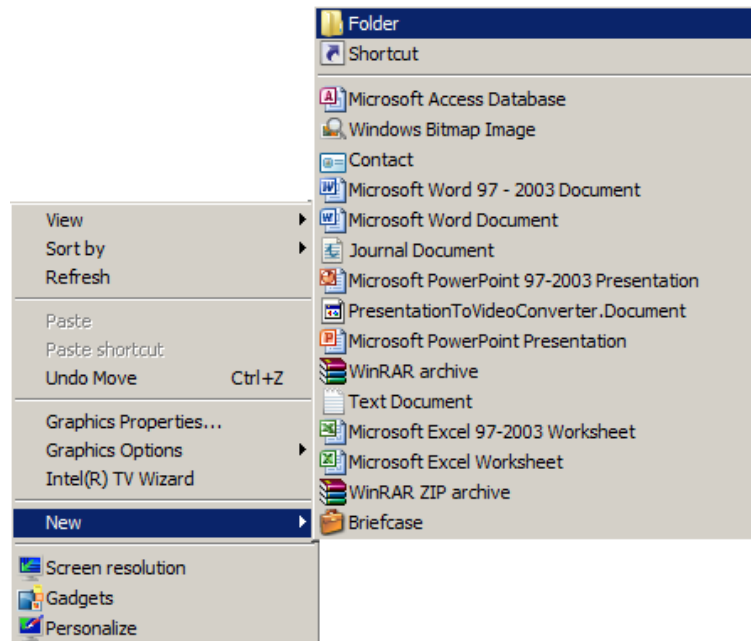 Folder
Shortcut
Microsoft Access Database
Windows Bitmap Image
Contact
Microsoft Word 97 - 2003 Document
Microsoft Word Document
Journal Document
Microsoft PowerPoint 97-2003 Presentation
PresentationToVideoConverter.Document
Microsoft PowerPoint Presentation
WinRAR archive
Text Document
Microsoft Excel 97-2003 Worksheet
Microsoft Excel Worksheet
WinRAR ZIP archive
Briefcase
View
Sort by
Refresh
Paste
Paste shortcut
Undo Move Ctrl+Z
Graphics Properties...
Graphics Options
Intel(R) TV Wizard
New
Screen resolution
Gadgets
Personalize